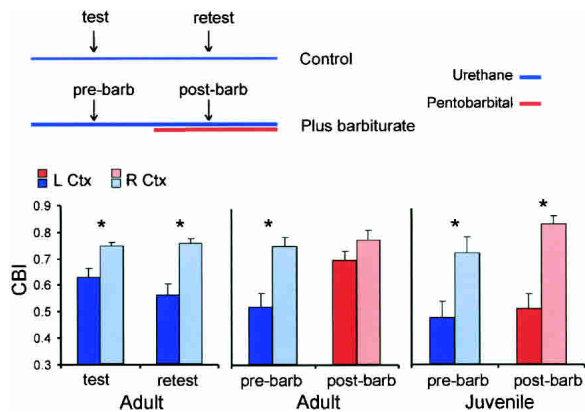 test retest
Control
Urethane
pre-barb post-barb
Pentobarbital
Plus barbiturate
L Ctx R Ctx
* * * * *
0.9
0.8
0.7
0.6
0.5
0.4
0.3
CBI
test retest pre-barb post-barb pre-barb post-barb
Adult Adult Juvenile